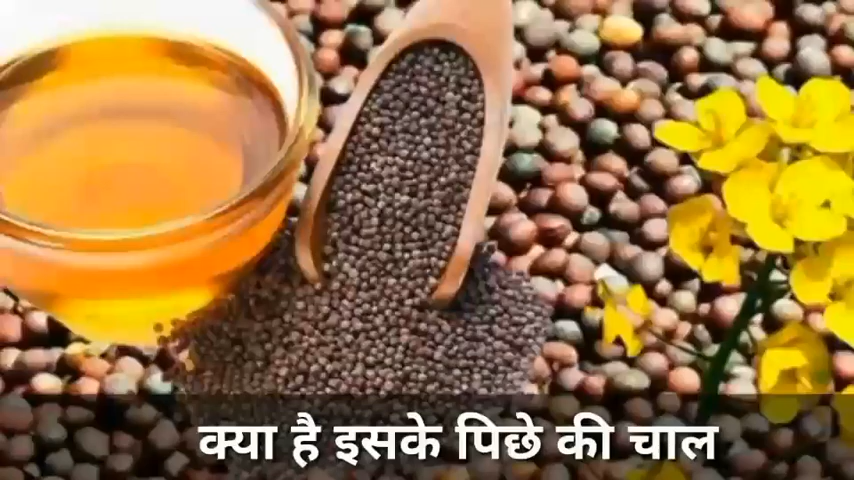 क्या है इसके पिछे की चाल